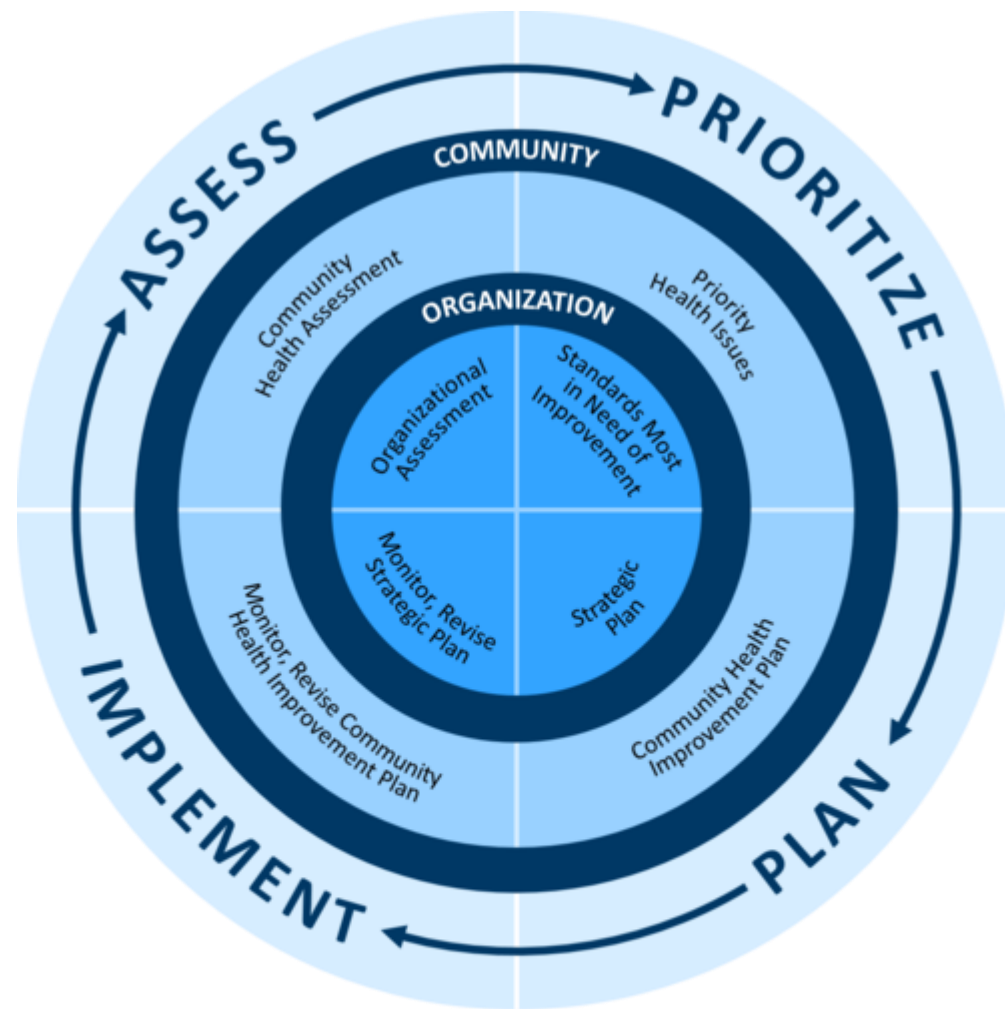 ASSESS
PRIORITIZE
PLAN
IMPLEMENT
COMMUNITY
Community
Health Assessment
Priority
Health Issues
Community Health
Improvement Plan
Monitor, Revise Community
Health Improvement Plan
ORGANIZATION
Organizational
Assessment
Standards Most
in Need of
Improvement
Strategic
Plan
Monitor, Revise
Strategic Plan